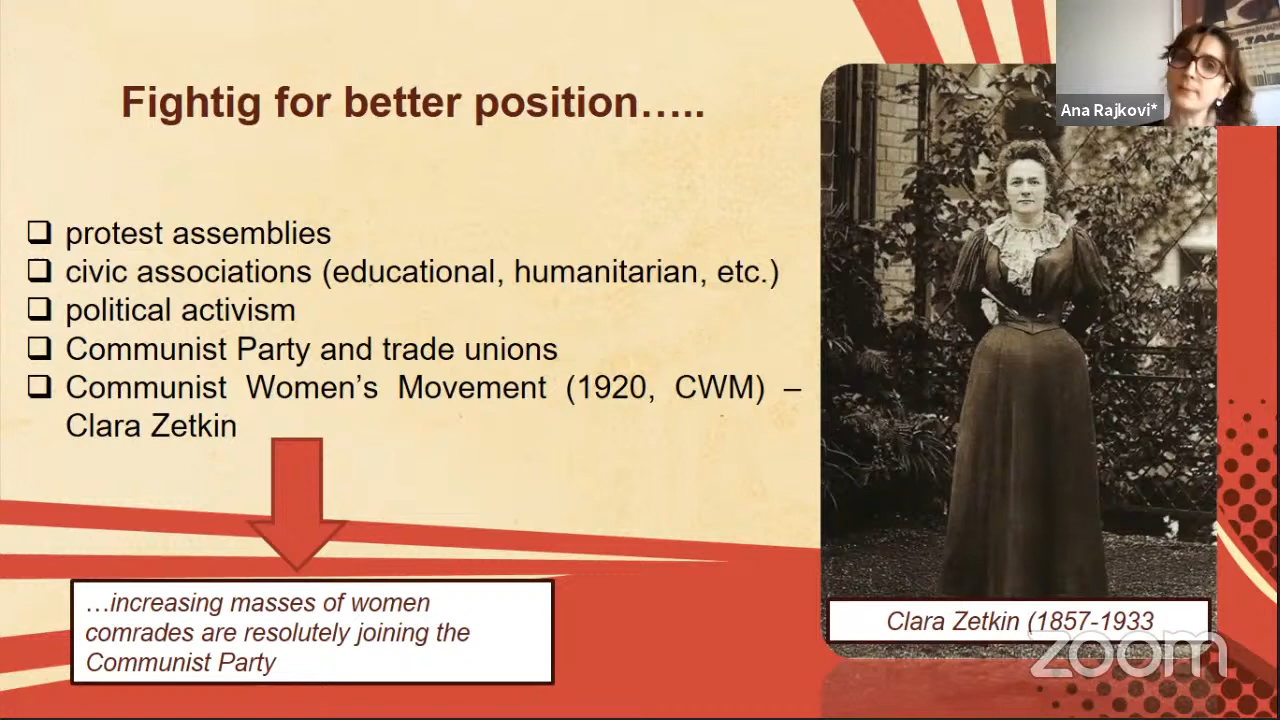 Fightig for better position…..
Ana Rajkovi*
❑ protest assemblies
❑ civic associations (educational, humanitarian, etc.)
❑ political activism
❑ Communist Party and trade unions
❑ Communist Women's Movement (1920, CWM) –
Clara Zetkin
…increasing masses of women
comrades are resolutely joining the
Communist Party
Clara Zetkin (1857-1933
zoom